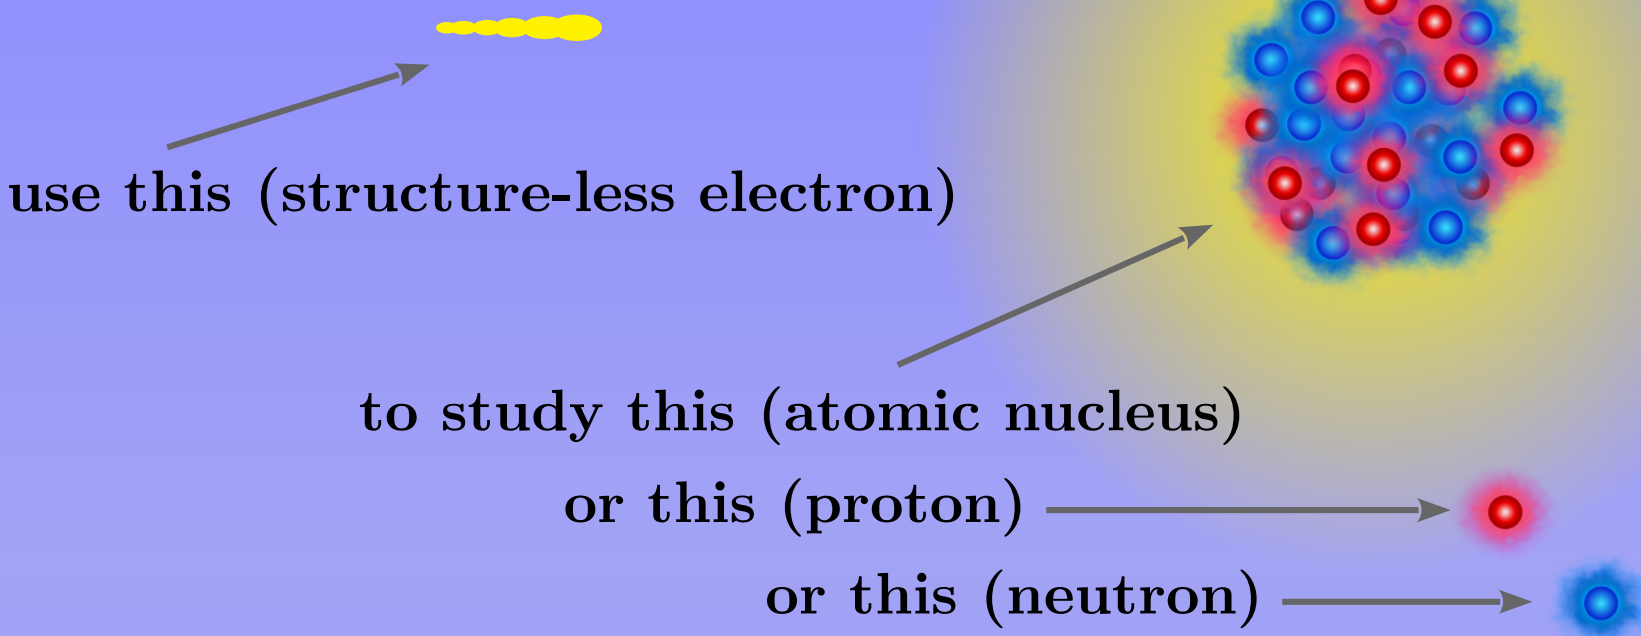 use this (structure-less electron)
to study this (atomic nucleus)
or this (proton)
or this (neutron)